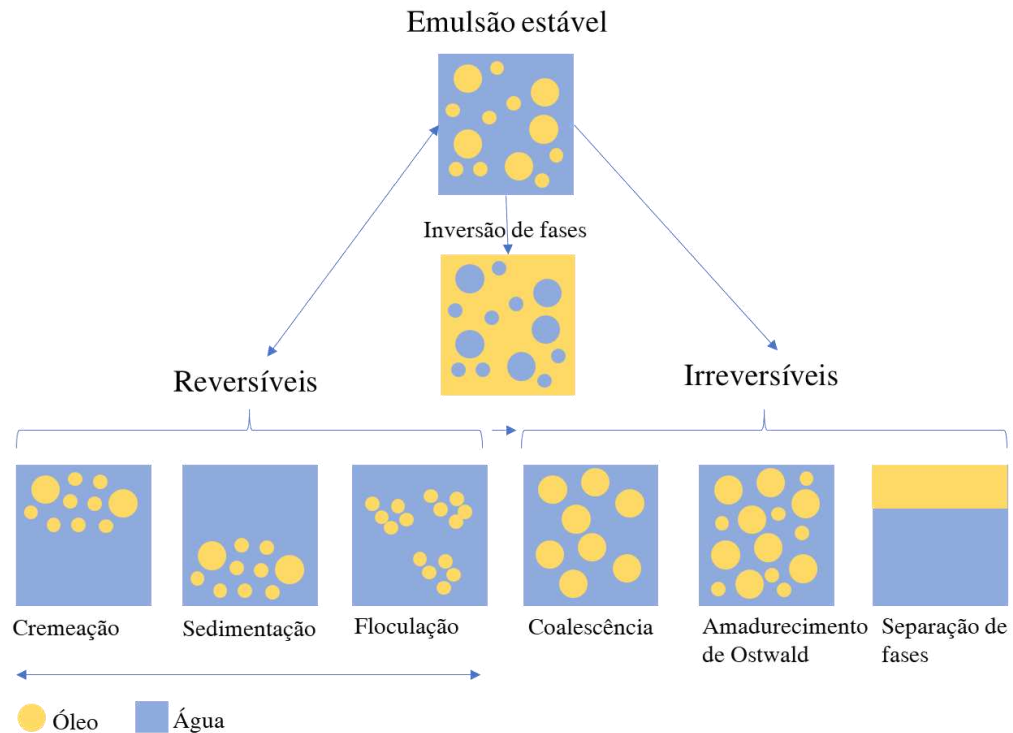 Emulsão estável
Inversão de fases
Reversíveis
Irreversíveis
Cremeação
Sedimentação
Floculação
Coalescência
Amadurecimento
de Ostwald
Separação de
fases
Óleo
Água